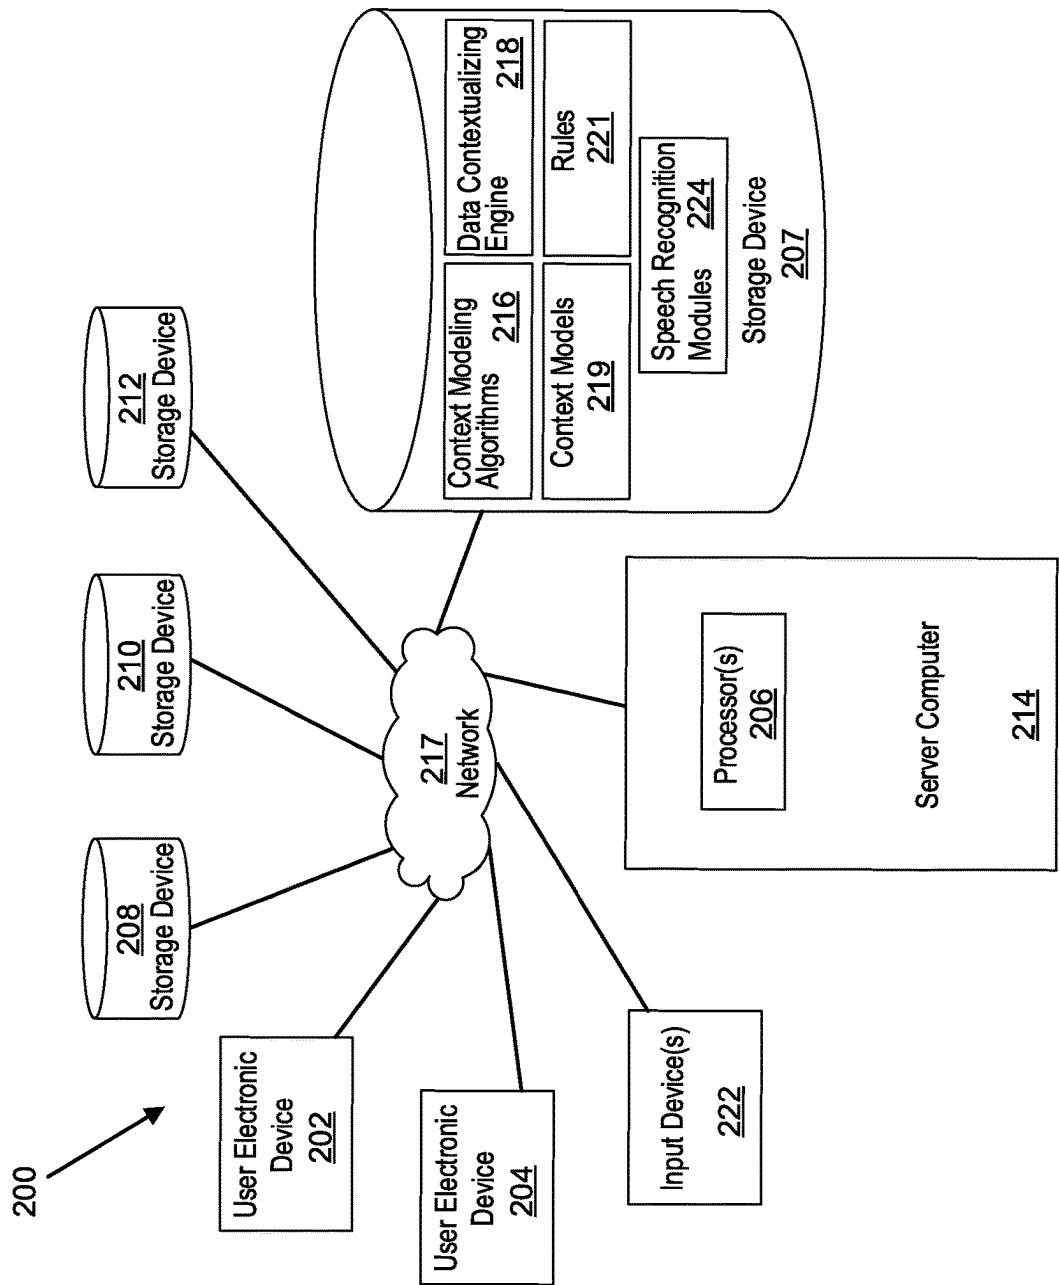 200
User Electronic
Device
202
User Electronic
Device
204
Input Device(s)
222
208
Storage Device
210
Storage Device
212
Storage Device
217
Network
Processor(s)
206
Server Computer
214
Context Modeling
Algorithms 216
Data Contextualizing
Engine 218
Context Models
219
Rules
221
Speech Recognition
Modules 224
Storage Device
207